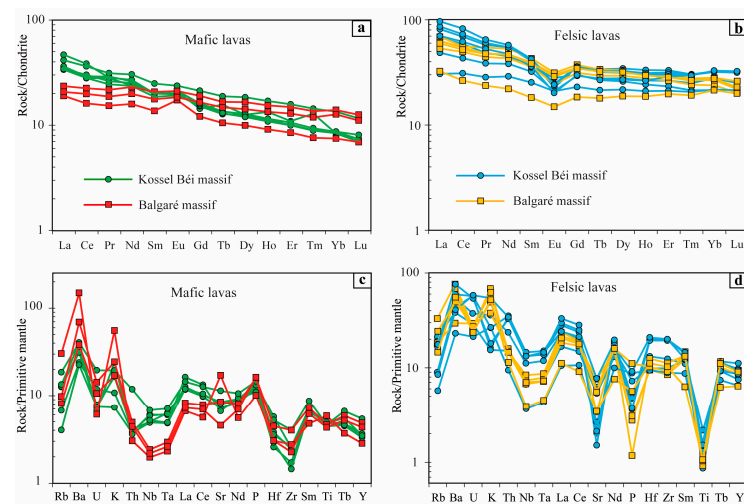 100
Mafic lavas
a
Rock/Chondrite
10
Kossel Béi massif
Balgaré massif
1
La Ce Pr Nd Sm Eu Gd Tb Dy Ho Er Tm Yb Lu
100
Felsic lavas
b
Rock/Chondrite
10
Kossel Béi massif
Balgaré massif
1
La Ce Pr Nd Sm Eu Gd Tb Dy Ho Er Tm Yb Lu
Mafic lavas
c
100
Rock/Primitive mantle
10
1
Rb Ba U K Th Nb Ta La Ce Sr Nd P Hf Zr Sm Ti Tb Y
100
Felsic lavas
d
Rock/Primitive mantle
10
1
Rb Ba U K Th Nb Ta La Ce Sr Nd P Hf Zr Sm Ti Tb Y